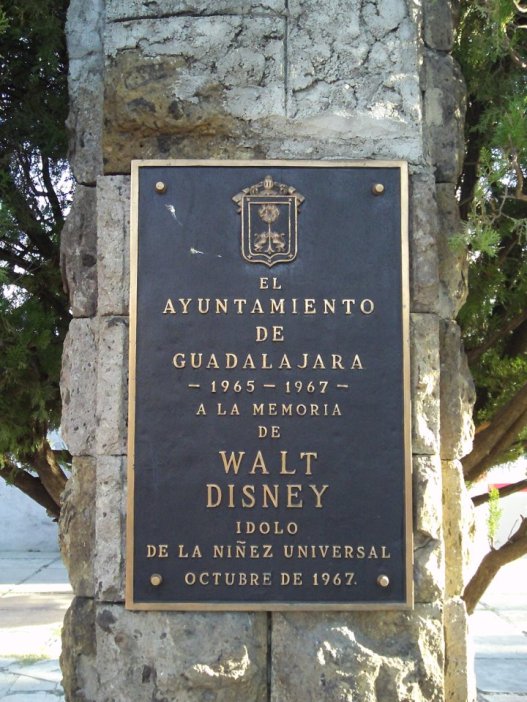 EL
AYUNTAMIENTO
DE
GUADALAJARA
- 1965 - 1967 -
A LA MEMORIA
DE
WALT
DISNEY
IDOLO
DE LA NIÑEZ UNIVERSAL
OCTUBRE DE 1967.